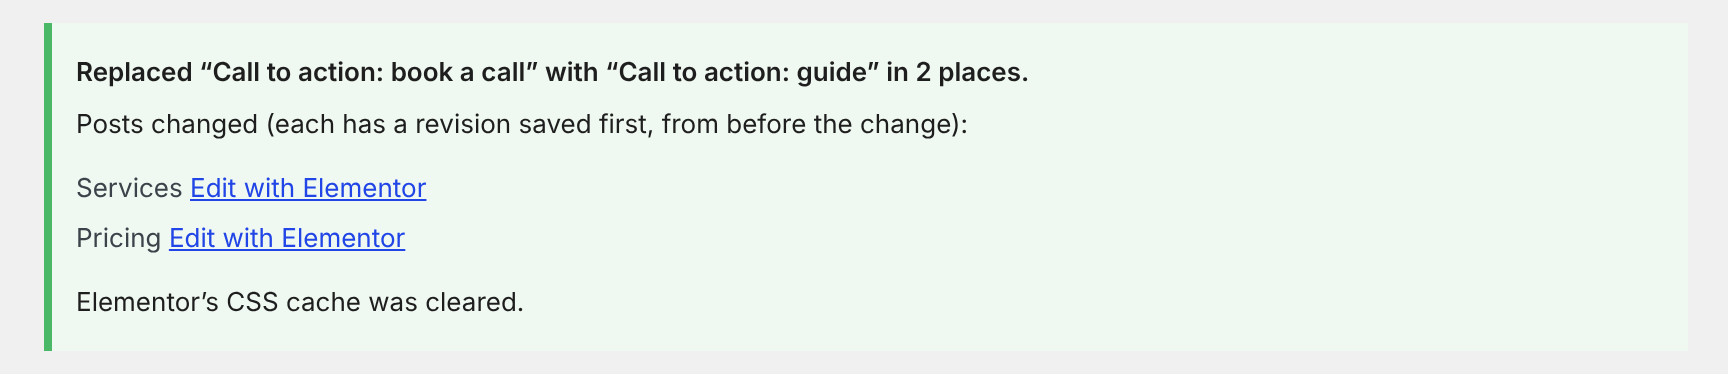 Replaced “Call to action: book a call” with “Call to action: guide” in 2 places.
Posts changed (each has a revision saved first, from before the change):
Services Edit with Elementor
Pricing Edit with Elementor
Elementor’s CSS cache was cleared.